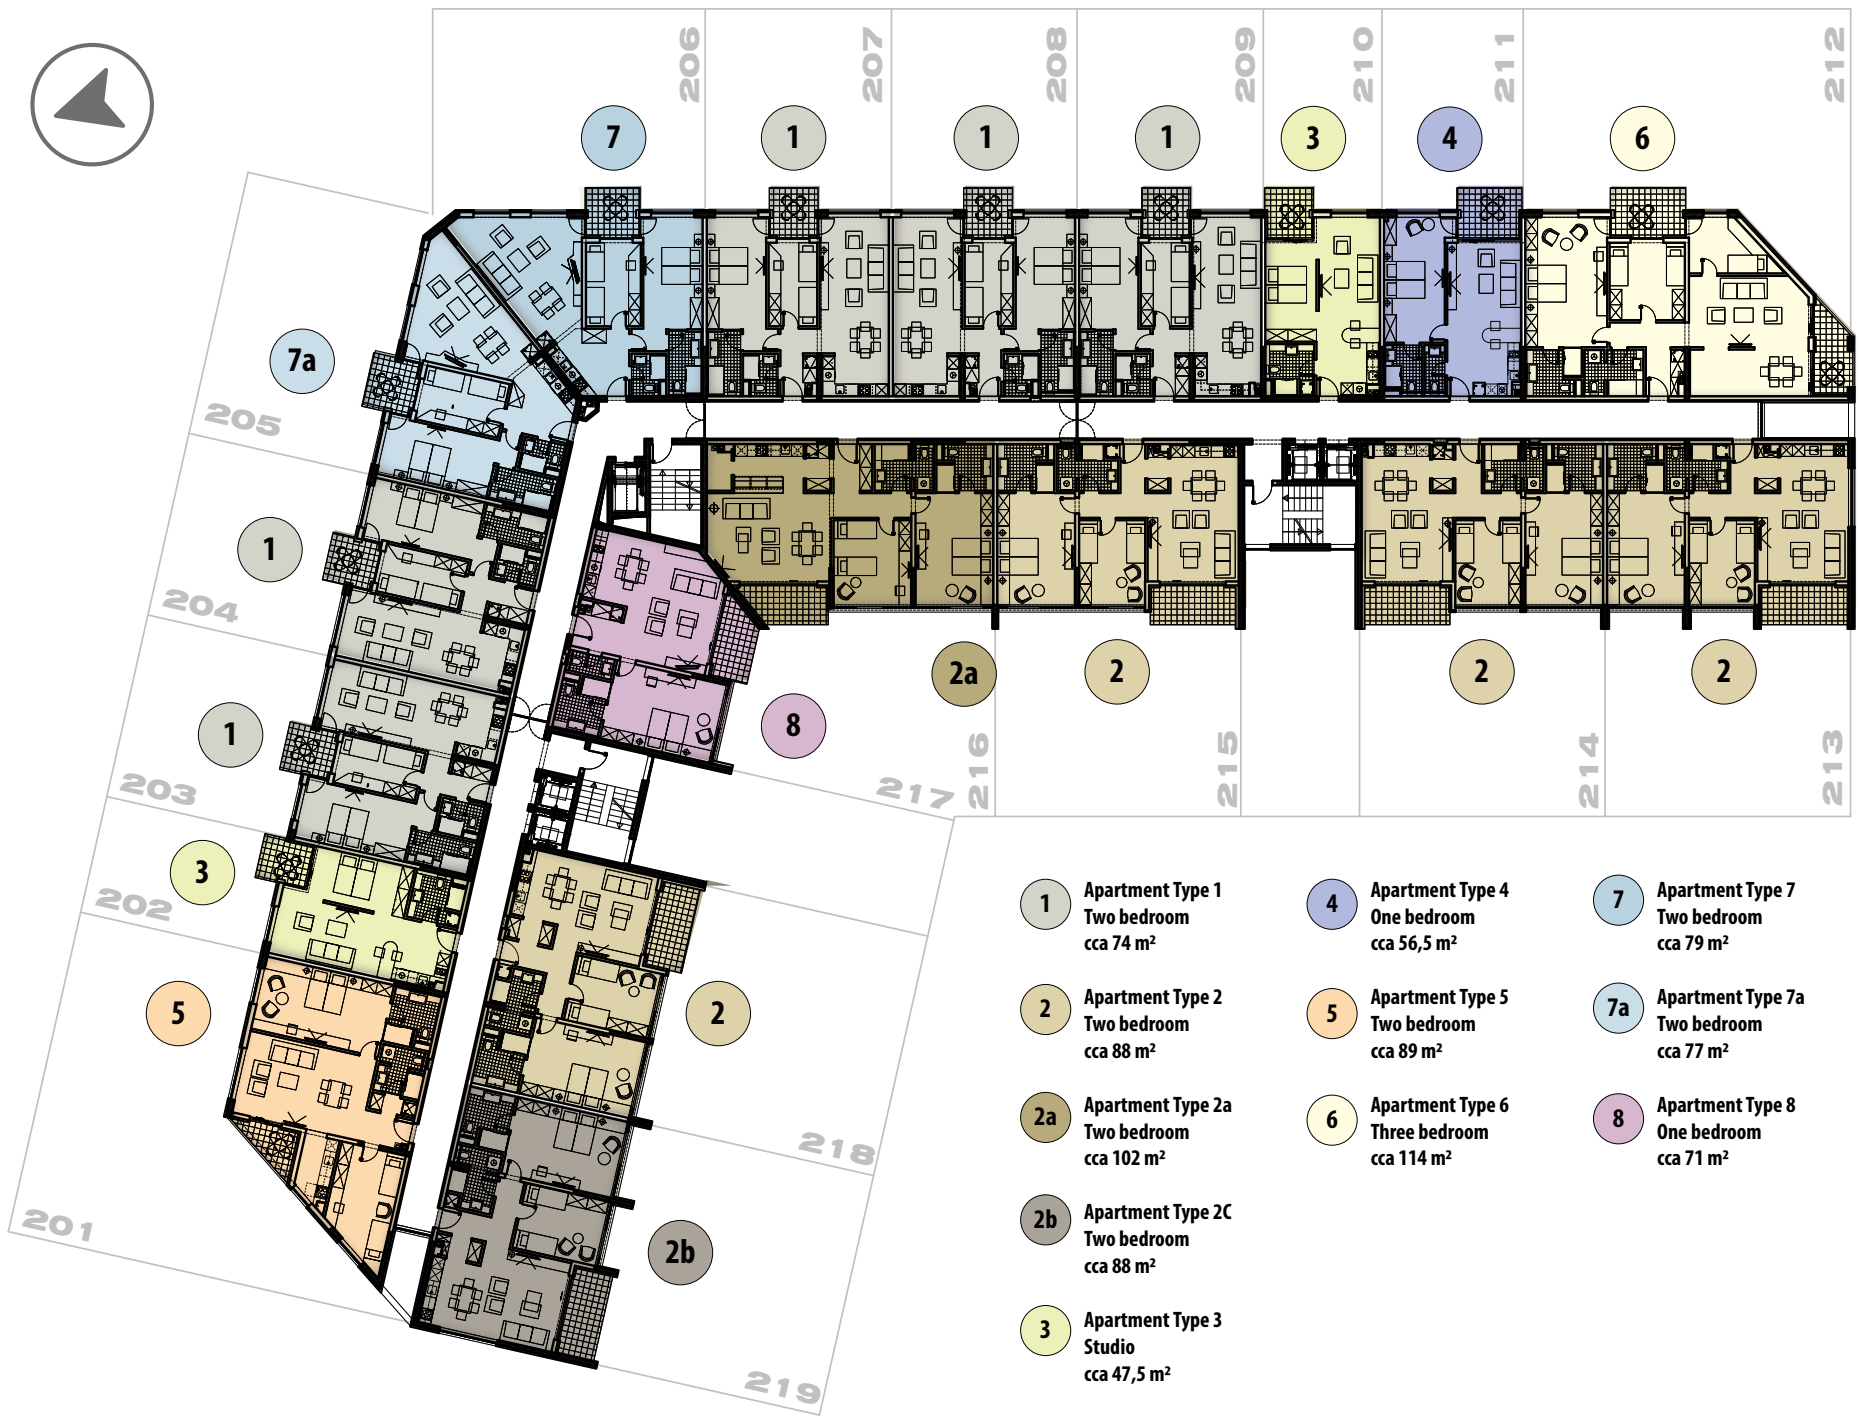 206
207
208
209
210
211
212
7
1
1
1
3
4
6
7a
205
1
204
1
203
3
202
5
201
2a
2
2
2
8
217
216
215
214
213
2
218
2b
219
1
Apartment Type 1
Two bedroom
cca 74 m²
2
Apartment Type 2
Two bedroom
cca 88 m²
2a
Apartment Type 2a
Two bedroom
cca 102 m²
2b
Apartment Type 2C
Two bedroom
cca 88 m²
3
Apartment Type 3
Studio
cca 47,5 m²
4
Apartment Type 4
One bedroom
cca 56,5 m²
5
Apartment Type 5
Two bedroom
cca 89 m²
6
Apartment Type 6
Three bedroom
cca 114 m²
7
Apartment Type 7
Two bedroom
cca 79 m²
7a
Apartment Type 7a
Two bedroom
cca 77 m²
8
Apartment Type 8
One bedroom
cca 71 m²